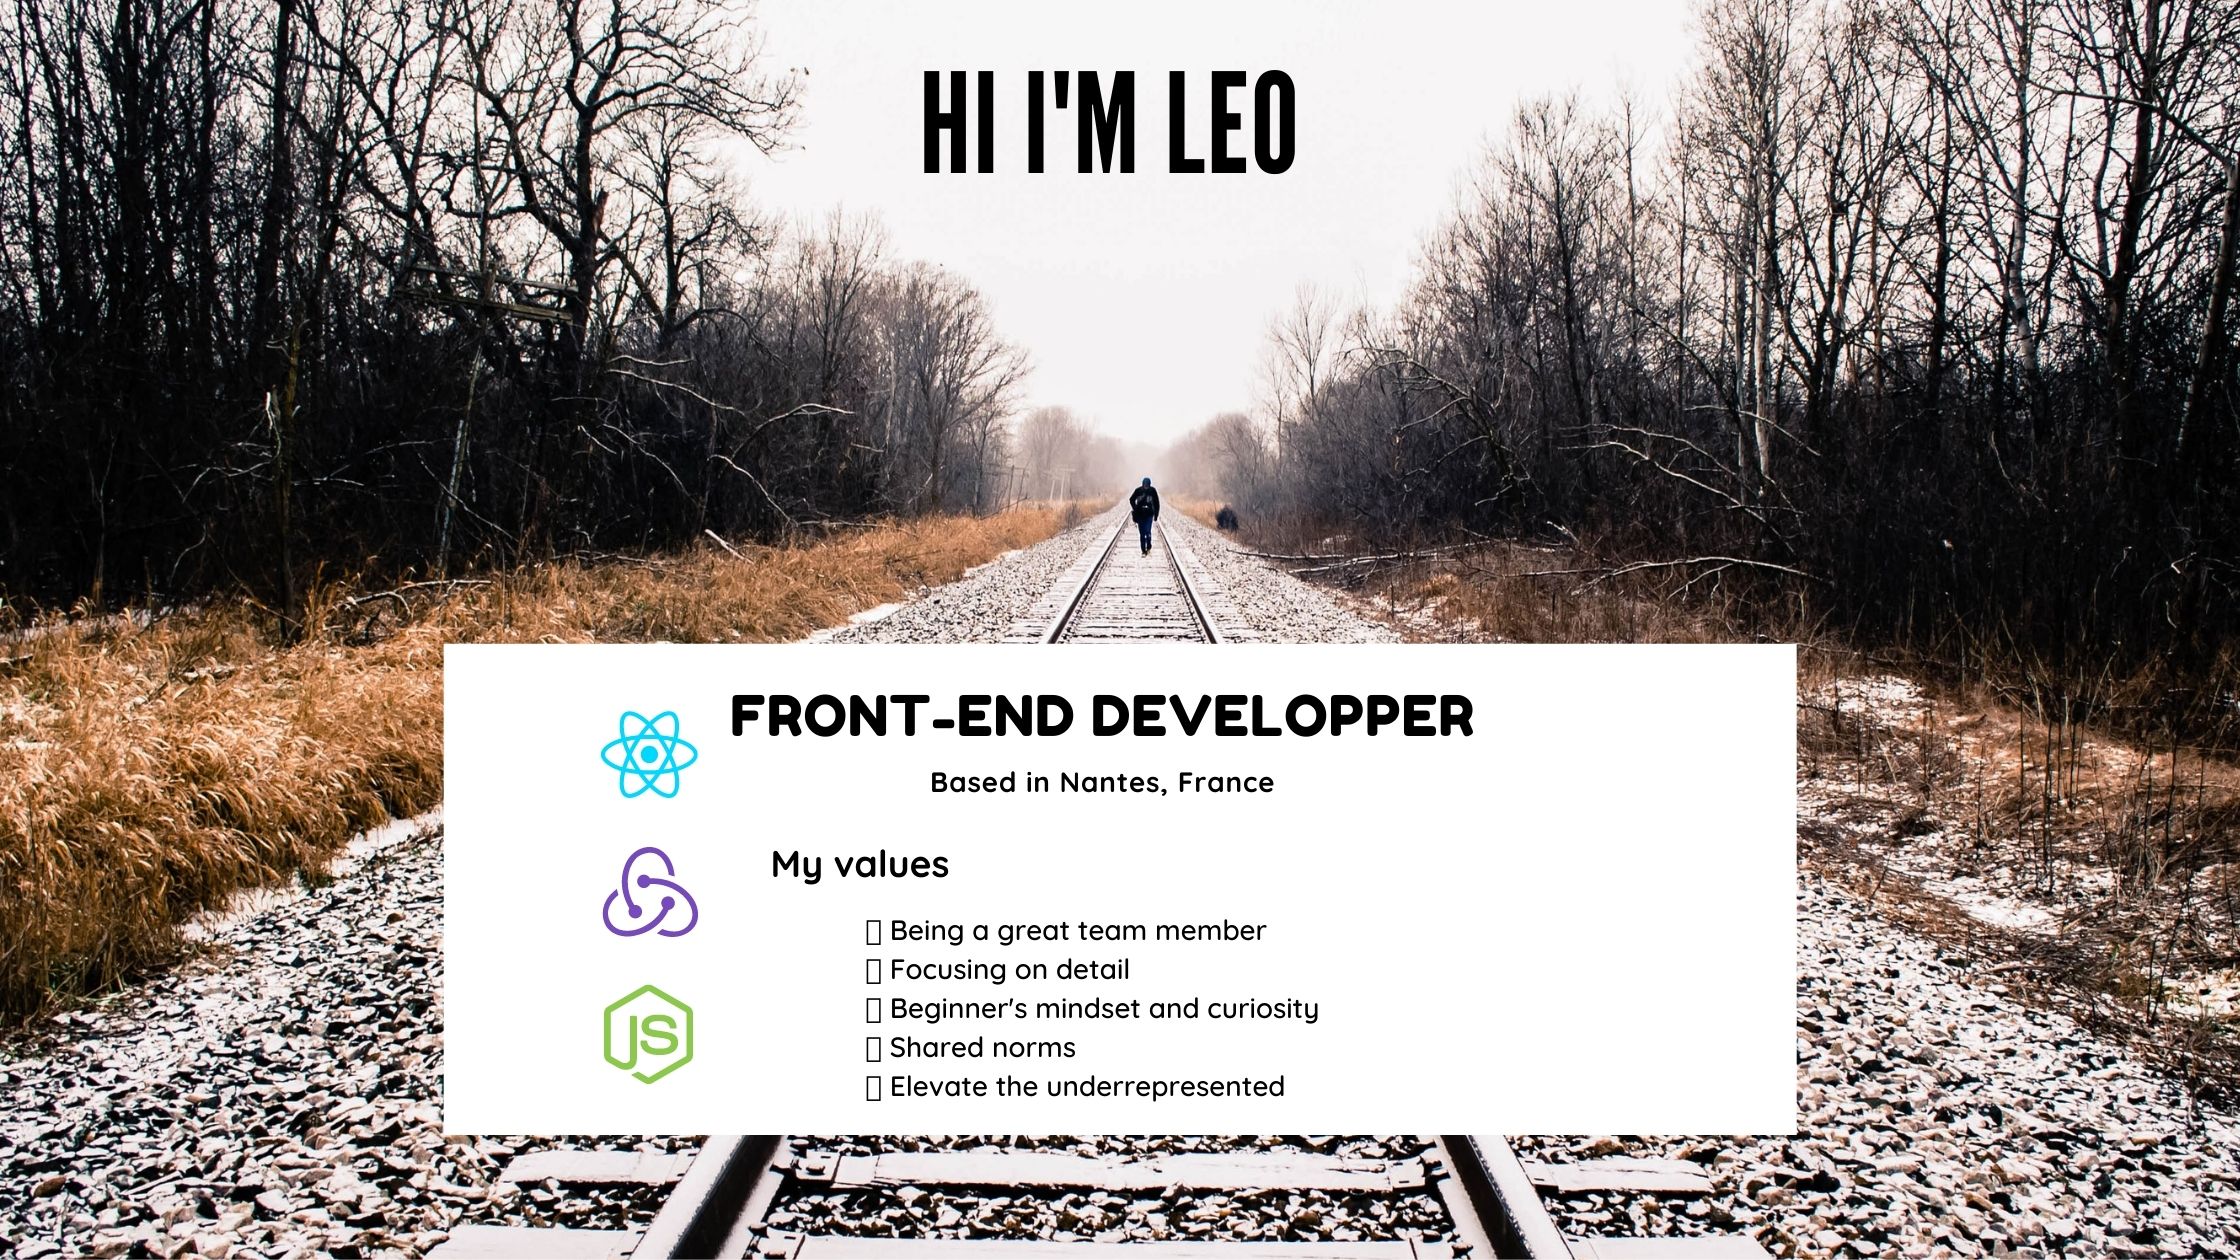 HI I'M LEO
FRONT-END DEVELOPPER
Based in Nantes, France
My values
Being a great team member
Focusing on detail
Beginner's mindset and curiosity
Shared norms
Elevate the underrepresented
JS